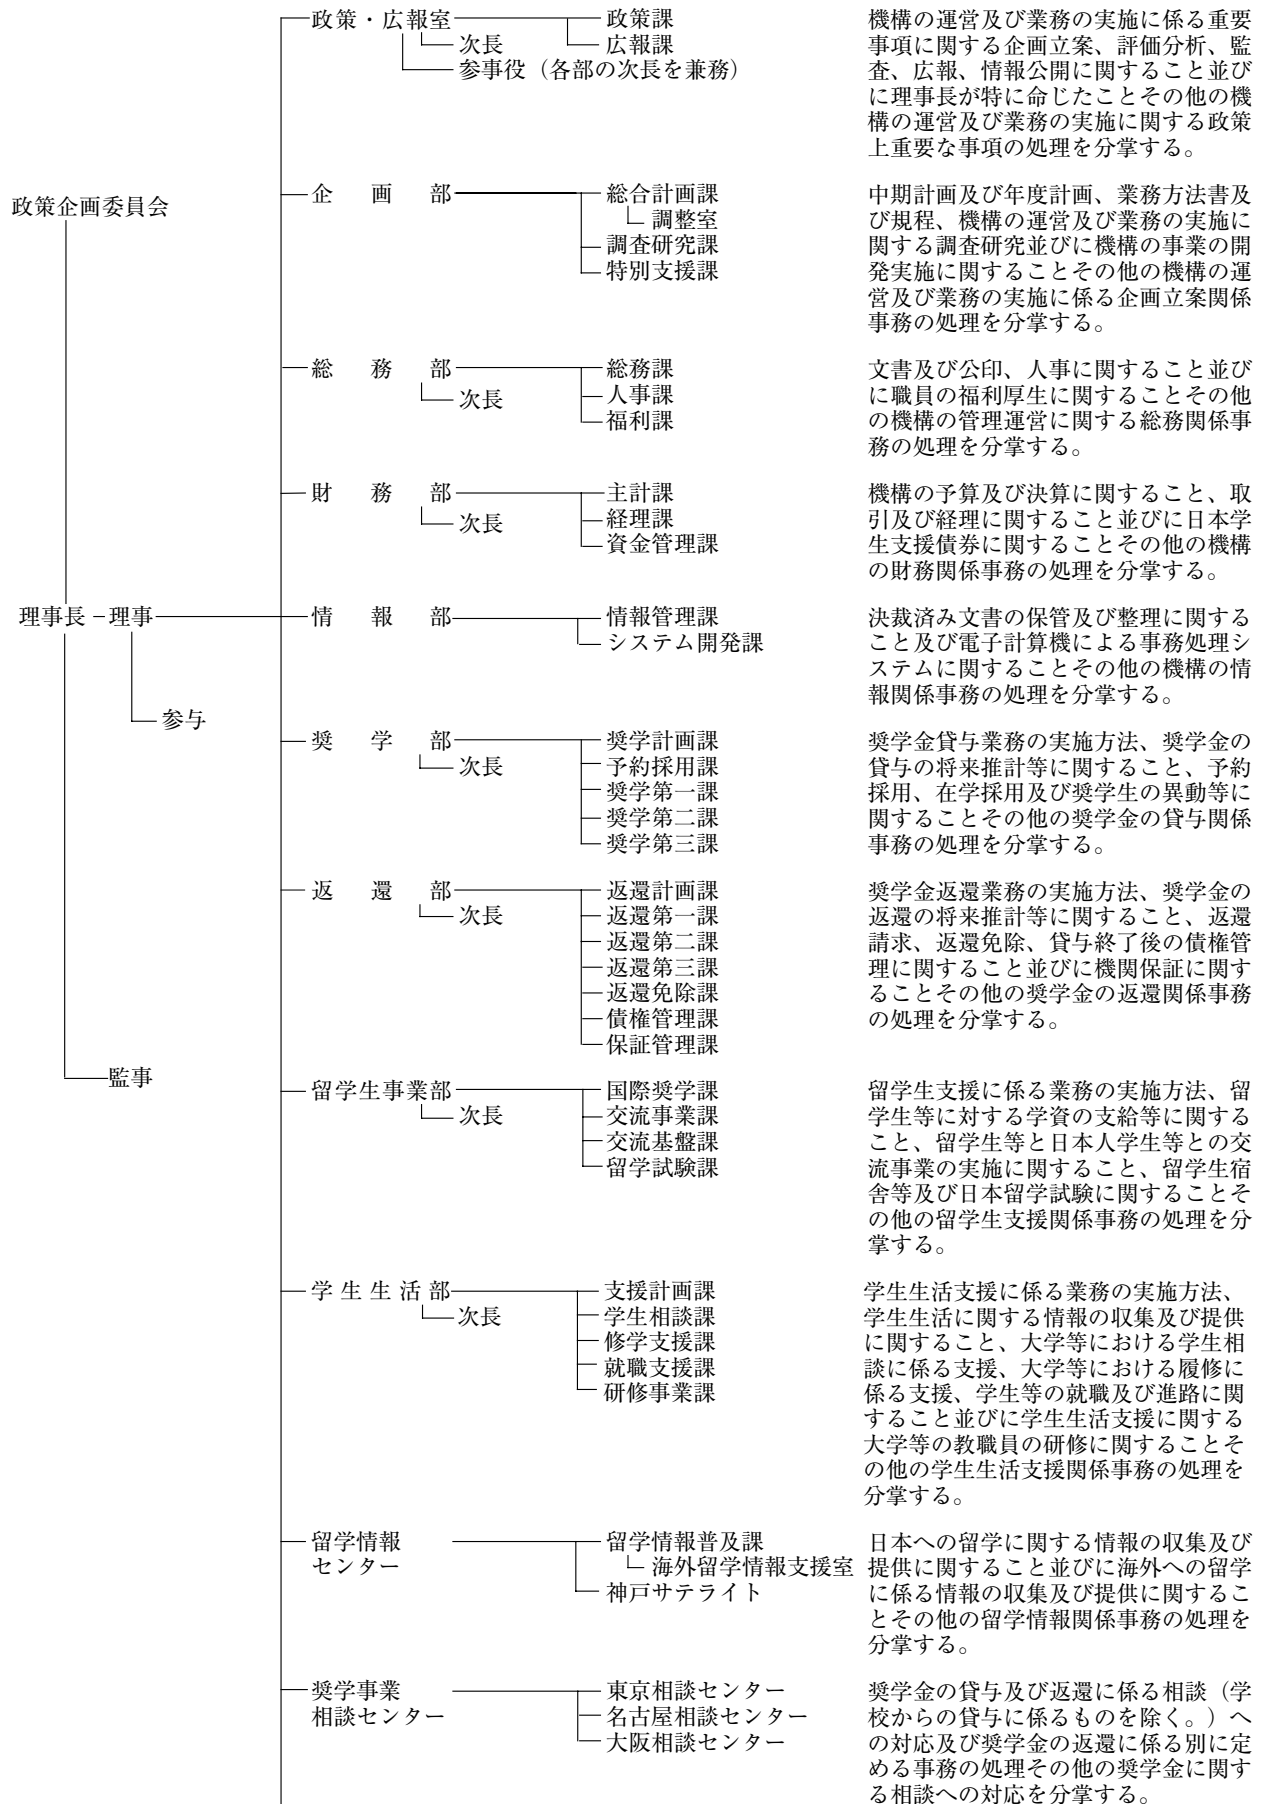 政策・広報室 政策課
次長 広報課
参事役（各部の次長を兼務）
機構の運営及び業務の実施に係る重要
事項に関する企画立案、評価分析、監
査、広報、情報公開に関すること並び
に理事長が特に命じたことその他の機
構の運営及び業務の実施に関する政策
上重要な事項の処理を分掌する。
政策企画委員会
企画部 総合計画課
調整室
調査研究課
特別支援課
中期計画及び年度計画、業務方法書及
び規程、機構の運営及び業務の実施に
関する調査研究並びに機構の事業の開
発実施に関することその他の機構の運
営及び業務の実施に係る企画立案関係
事務の処理を分掌する。
総務部 総務課
次長 人事課
福利課
文書及び公印、人事に関すること並び
に職員の福利厚生に関することその他
の機構の管理運営に関する総務関係事
務の処理を分掌する。
財務部 主計課
次長 経理課
資金管理課
機構の予算及び決算に関すること、取
引及び経理に関すること並びに日本学
生支援債券に関することその他の機構
の財務関係事務の処理を分掌する。
理事長 理事
参与
監事
情報部 情報管理課
システム開発課
決裁済み文書の保管及び整理に関する
こと及び電子計算機による事務処理シ
ステムに関することその他の機構の情
報関係事務の処理を分掌する。
奨学部 奨学計画課
次長 予約採用課
奨学第一課
奨学第二課
奨学第三課
奨学金貸与業務の実施方法、奨学金の
貸与の将来推計等に関すること、予約
採用、在学採用及び奨学生の異動等に
関することその他の奨学金の貸与関係
事務の処理を分掌する。
返還部 返還計画課
次長 返還第一課
返還第二課
返還第三課
返還免除課
債権管理課
保証管理課
奨学金返還業務の実施方法、奨学金の
返還の将来推計等に関すること、返還
請求、返還免除、貸与終了後の債権管
理に関すること並びに機関保証に関す
ることその他の奨学金の返還関係事務
の処理を分掌する。
留学生事業部 国際奨学課
次長 交流事業課
交流基盤課
留学試験課
留学生支援に係る業務の実施方法、留
学生等に対する学資の支給等に関する
こと、留学生等と日本人学生等との交
流事業の実施に関すること、留学生宿
舎等及び日本留学試験に関することそ
の他の留学生支援関係事務の処理を分
掌する。
学生生活部 支援計画課
次長 学生相談課
修学支援課
就職支援課
研修事業課
学生生活支援に係る業務の実施方法、
学生生活に関する情報の収集及び提供
に関すること、大学等における学生相
談に係る支援、大学等における履修に
係る支援、学生等の就職及び進路に関
すること並びに学生生活支援に関する
大学等の教職員の研修に関することそ
の他の学生生活支援関係事務の処理を
分掌する。
留学情報
センター
留学情報普及課
海外留学情報支援室
神戸サテライト
日本への留学に関する情報の収集及び
提供に関すること並びに海外への留学
に係る情報の収集及び提供に関するこ
とその他の留学情報関係事務の処理を
分掌する。
奨学事業
相談センター
東京相談センター
名古屋相談センター
大阪相談センター
奨学金の貸与及び返還に係る相談（学
校からの貸与に係るものを除く。）へ
の対応及び奨学金の返還に係る別に定
める事務の処理その他の奨学金に関す
る相談への対応を分掌する。